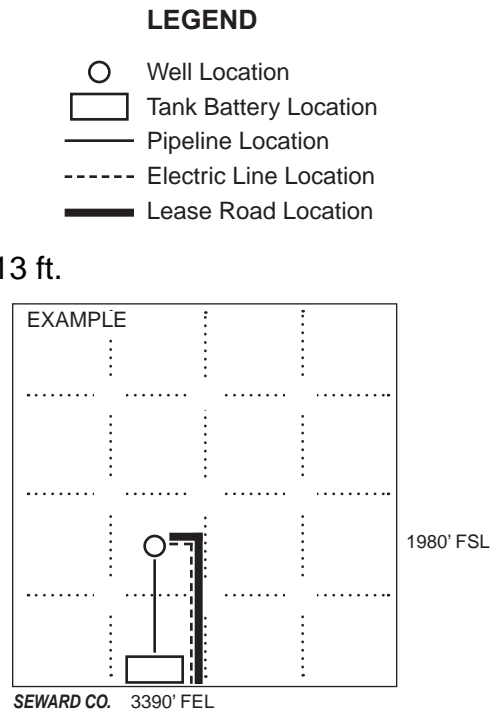 LEGEND
Well Location
Tank Battery Location
Pipeline Location
Electric Line Location
Lease Road Location
13 ft.
EXAMPLE
1980' FSL
SEWARD CO. 3390' FEL